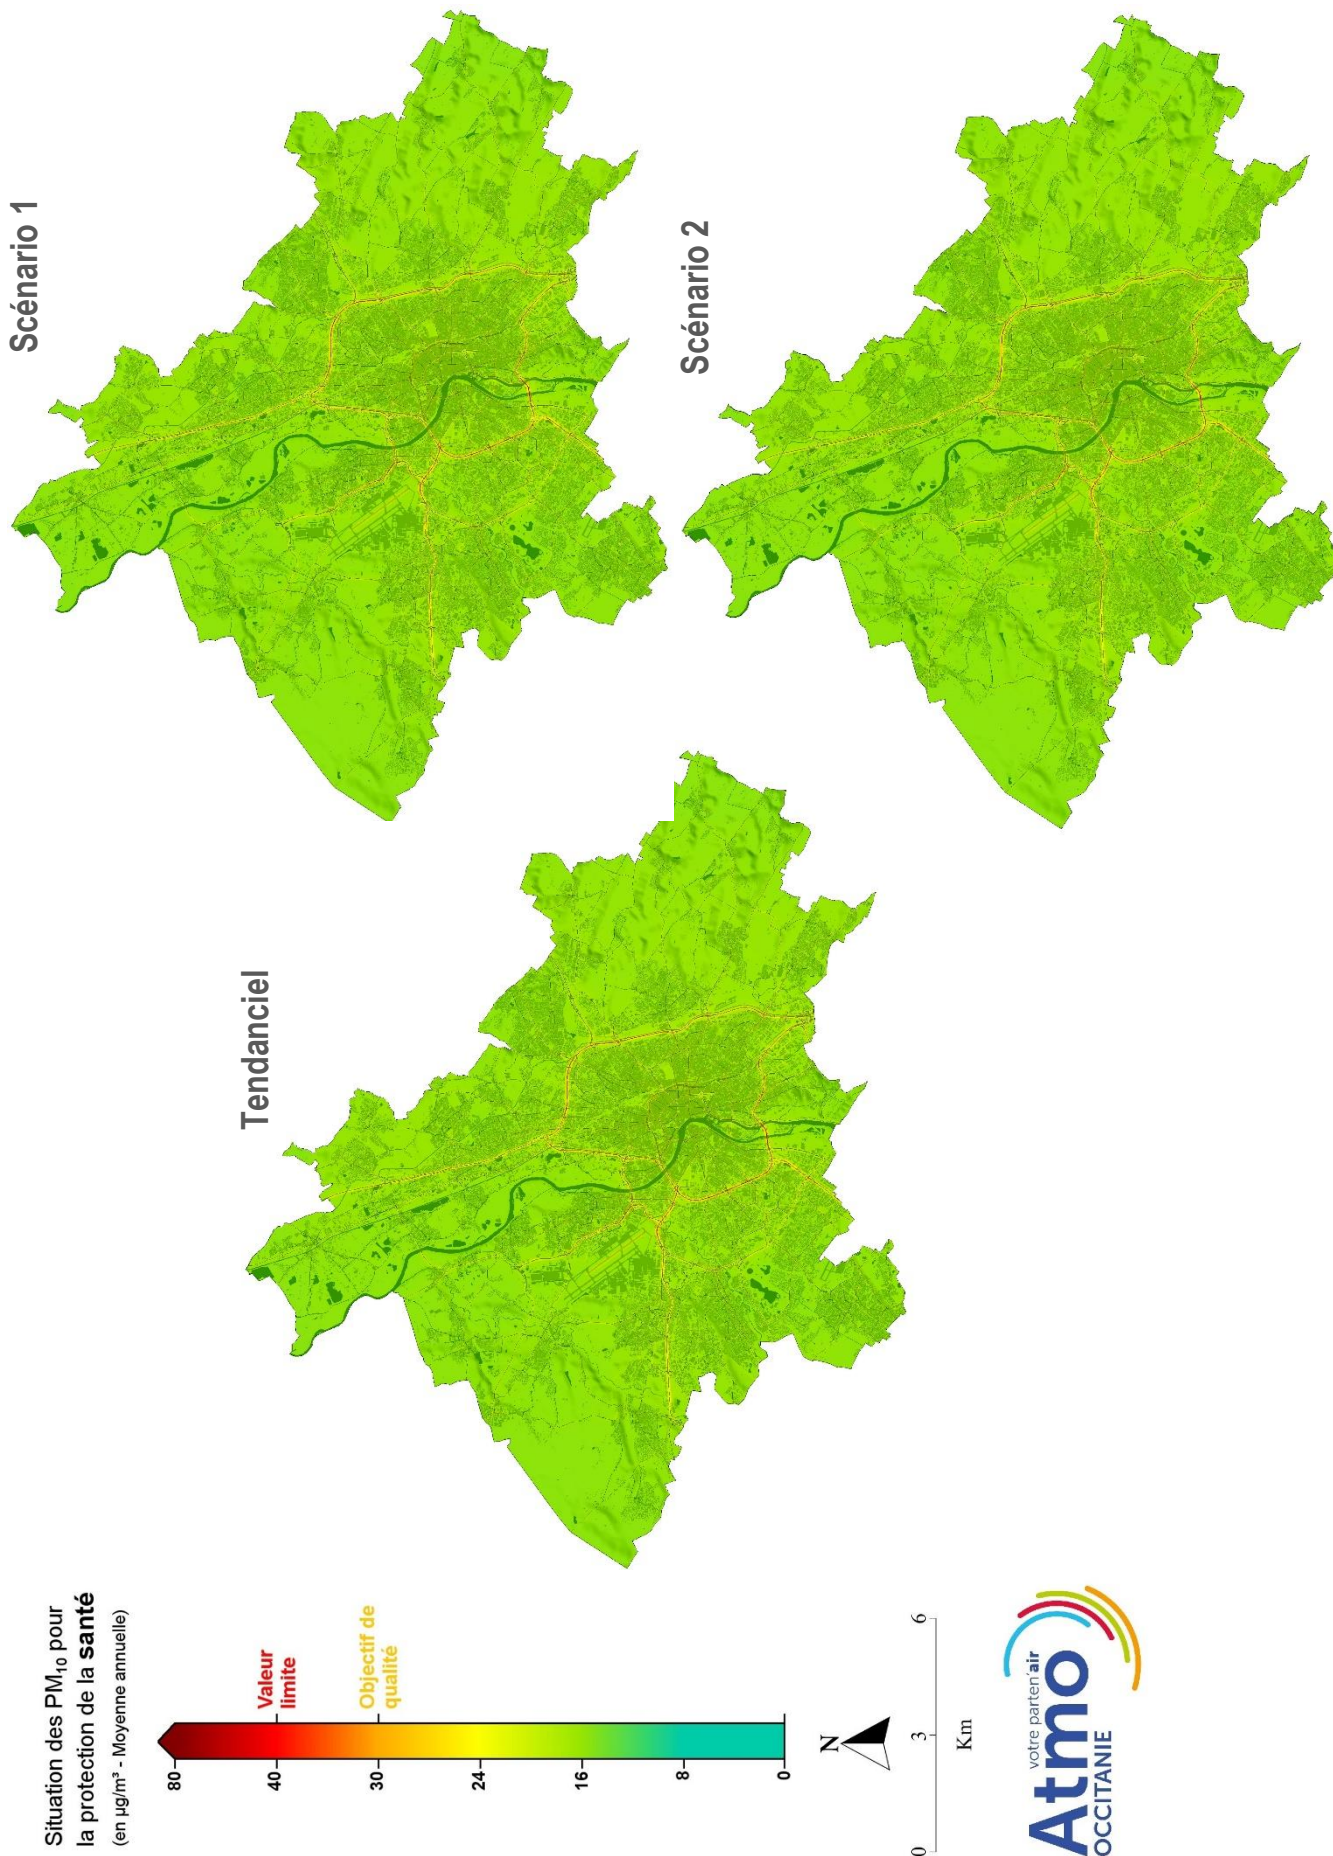 Scénario 1
Scénario 2
Tendanciel
Situation des PM₁₀ pour
la protection de la santé
(en µg/m³ - Moyenne annuelle)
80
40
30
24
16
8
0
Valeur
limite
Objectif de
qualité
N
0 3 6
Km
votre parten'air
Atmo
OCCITANIE